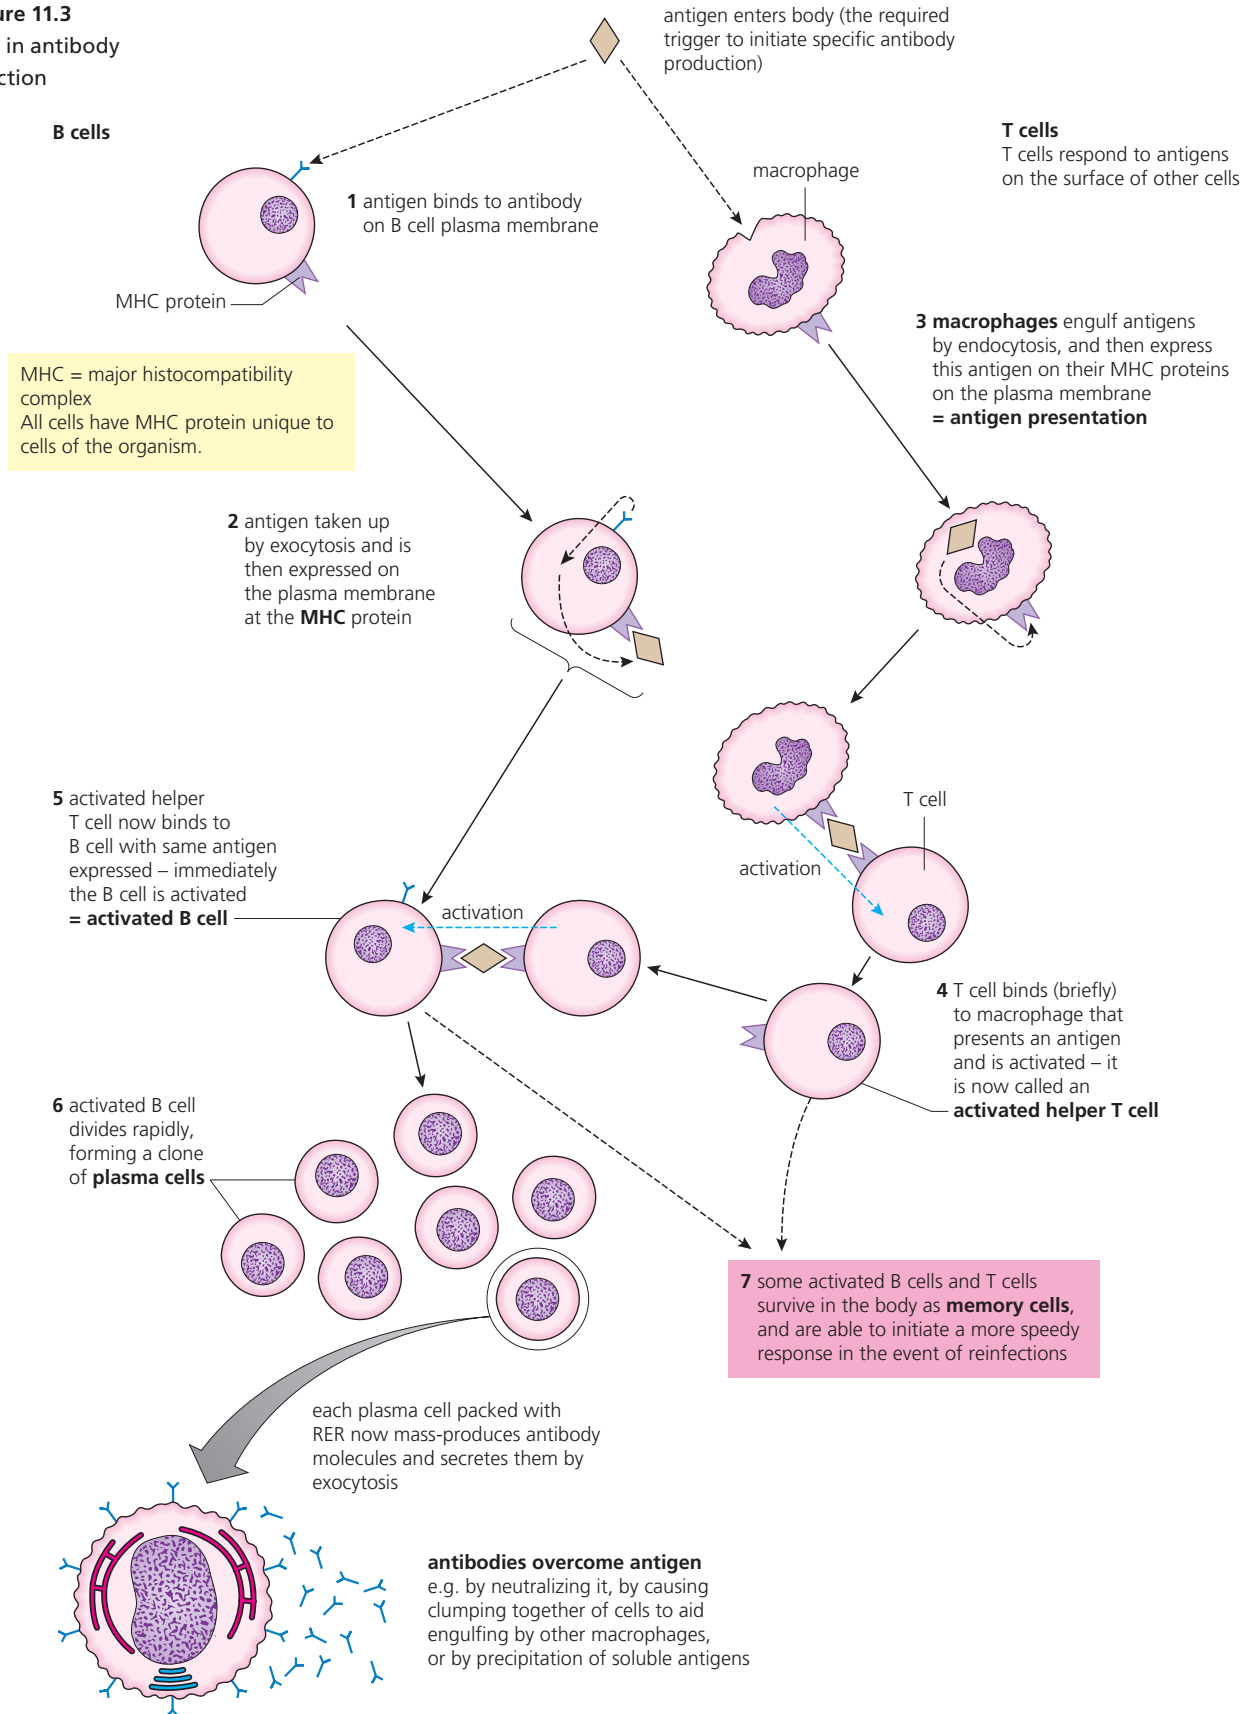 ure 11.3
in antibody
ction
antigen enters body (the required
trigger to initiate specific antibody
production)
B cells
T cells
T cells respond to antigens
on the surface of other cells
macrophage
1 antigen binds to antibody
on B cell plasma membrane
MHC protein
3 macrophages engulf antigens
by endocytosis, and then express
this antigen on their MHC proteins
on the plasma membrane
= antigen presentation
MHC = major histocompatibility
complex
All cells have MHC protein unique to
cells of the organism.
2 antigen taken up
by exocytosis and is
then expressed on
the plasma membrane
at the MHC protein
5 activated helper
T cell now binds to
B cell with same antigen
expressed – immediately
the B cell is activated
= activated B cell
T cell
activation
activation
4 T cell binds (briefly)
to macrophage that
presents an antigen
and is activated – it
is now called an
activated helper T cell
6 activated B cell
divides rapidly,
forming a clone
of plasma cells
7 some activated B cells and T cells
survive in the body as memory cells,
and are able to initiate a more speedy
response in the event of reinfections
each plasma cell packed with
RER now mass-produces antibody
molecules and secretes them by
exocytosis
antibodies overcome antigen
e.g. by neutralizing it, by causing
clumping together of cells to aid
engulfing by other macrophages,
or by precipitation of soluble antigens